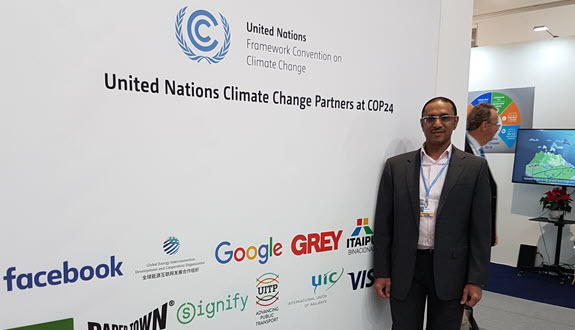 United Nations
Framework Convention on
Climate Change
United Nations Climate Change Partners at COP24
facebook
Global Energy Interconnection
Development and Cooperation Organization
全球能源互联网发展合作组织
Google
GREY
ITAIPU
BINACIONAL
PAPER TOWN
signify
UITP
ADVANCING
PUBLIC
TRANSPORT
uic
INTERNATIONAL UNION
OF RAILWAYS
VIS